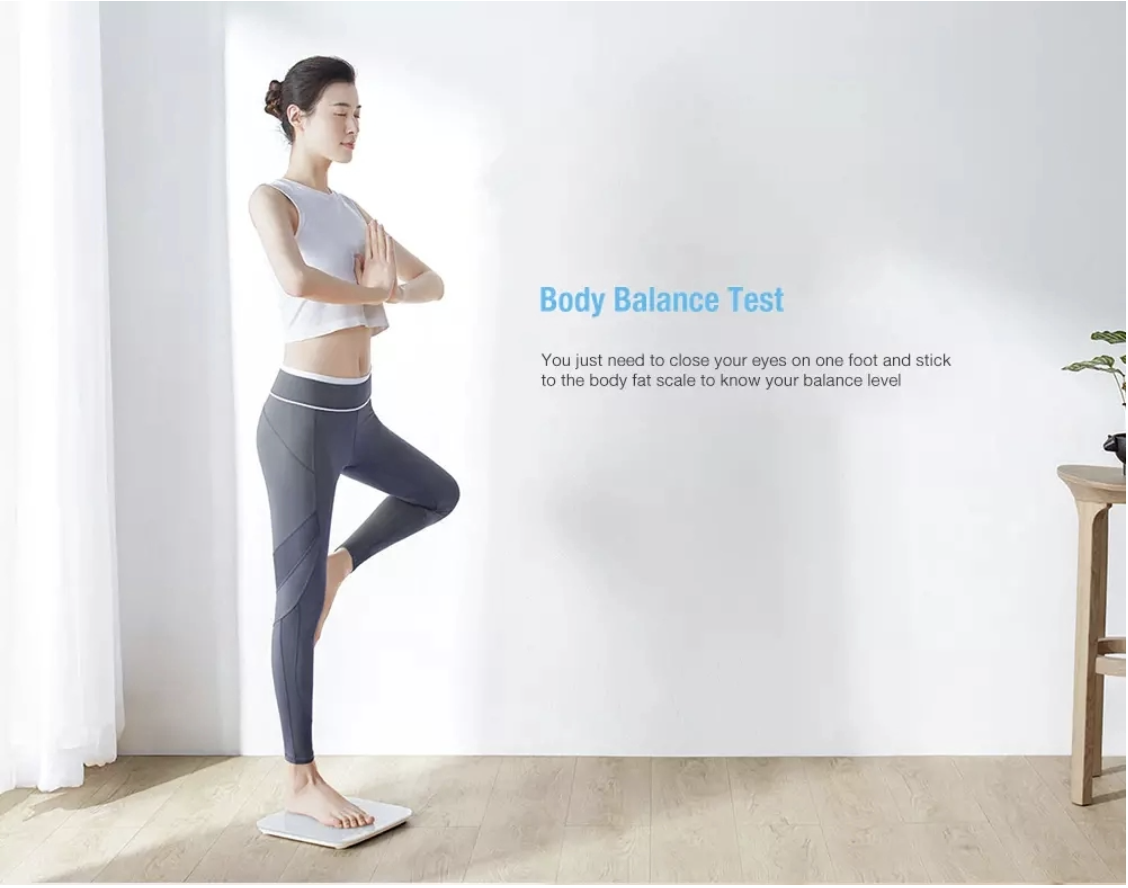 Body Balance Test
You just need to close your eyes on one foot and stick
to the body fat scale to know your balance level